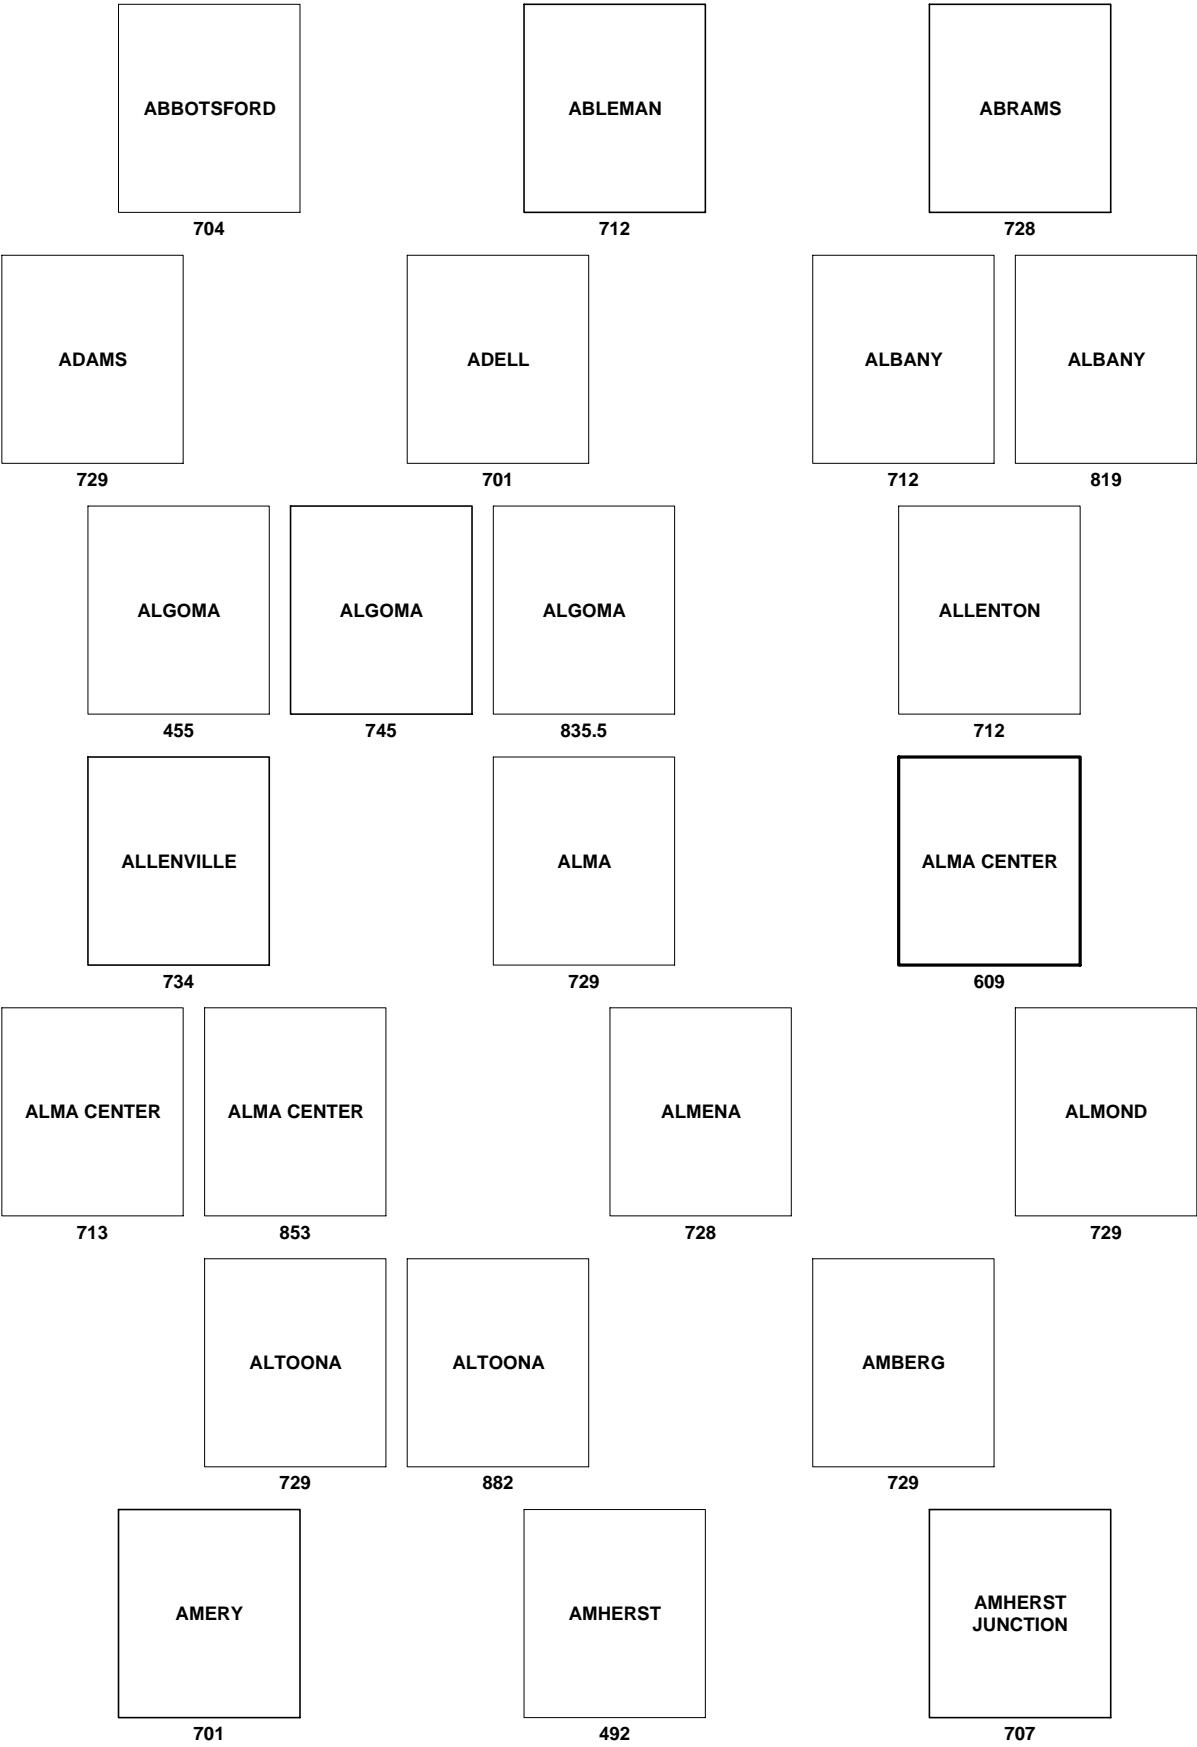 ABBOTSFORD
704
ABLEMAN
712
ABRAMS
728
ADAMS
729
ADELL
701
ALBANY
712
ALBANY
819
ALGOMA
455
ALGOMA
745
ALGOMA
835.5
ALLENTON
712
ALLENVILLE
734
ALMA
729
ALMA CENTER
609
ALMA CENTER
713
ALMA CENTER
853
ALMENA
728
ALMOND
729
ALTOONA
729
ALTOONA
882
AMBERG
729
AMERY
701
AMHERST
492
AMHERST
JUNCTION
707